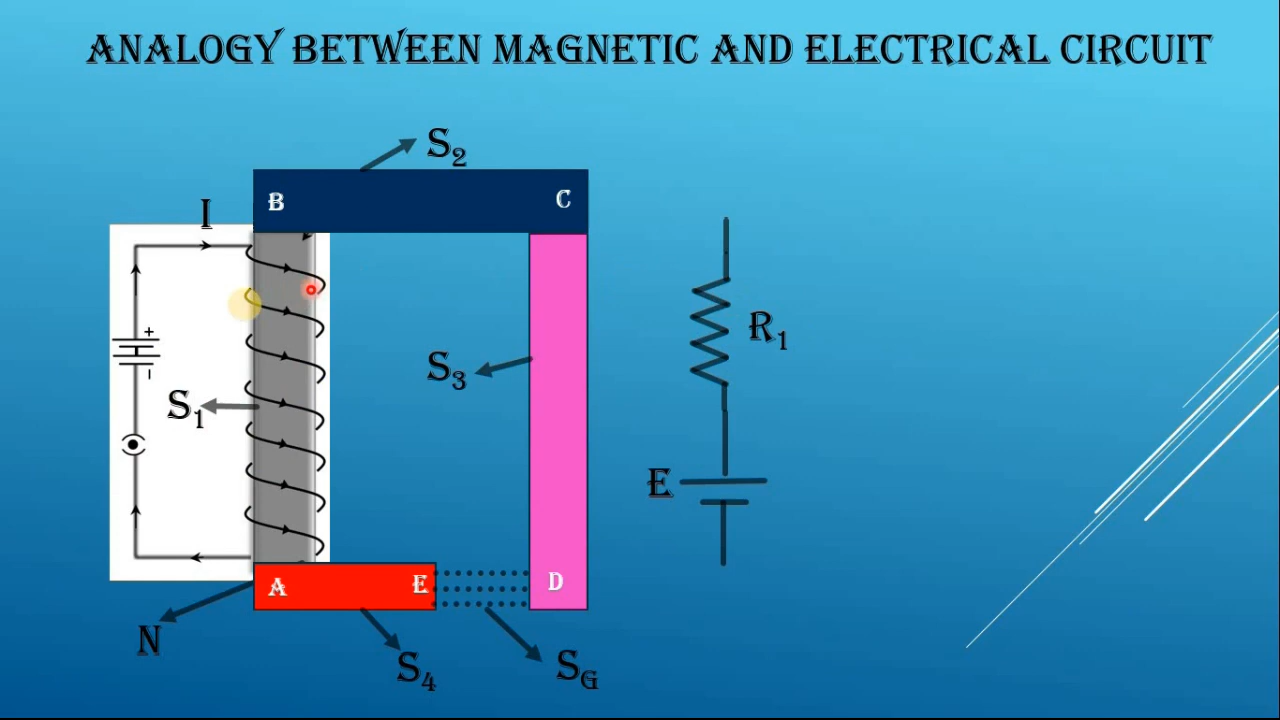 ANALOGY BETWEEN MAGNETIC AND ELECTRICAL CIRCUIT
S2
B
C
I
+
R1
S3
S1
−
E
A
E
D
N
S4
SG